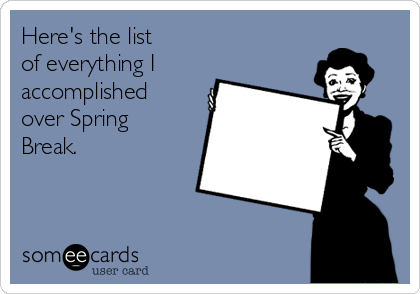 Here's the list
of everything I
accomplished
over Spring
Break.
someecards
user card